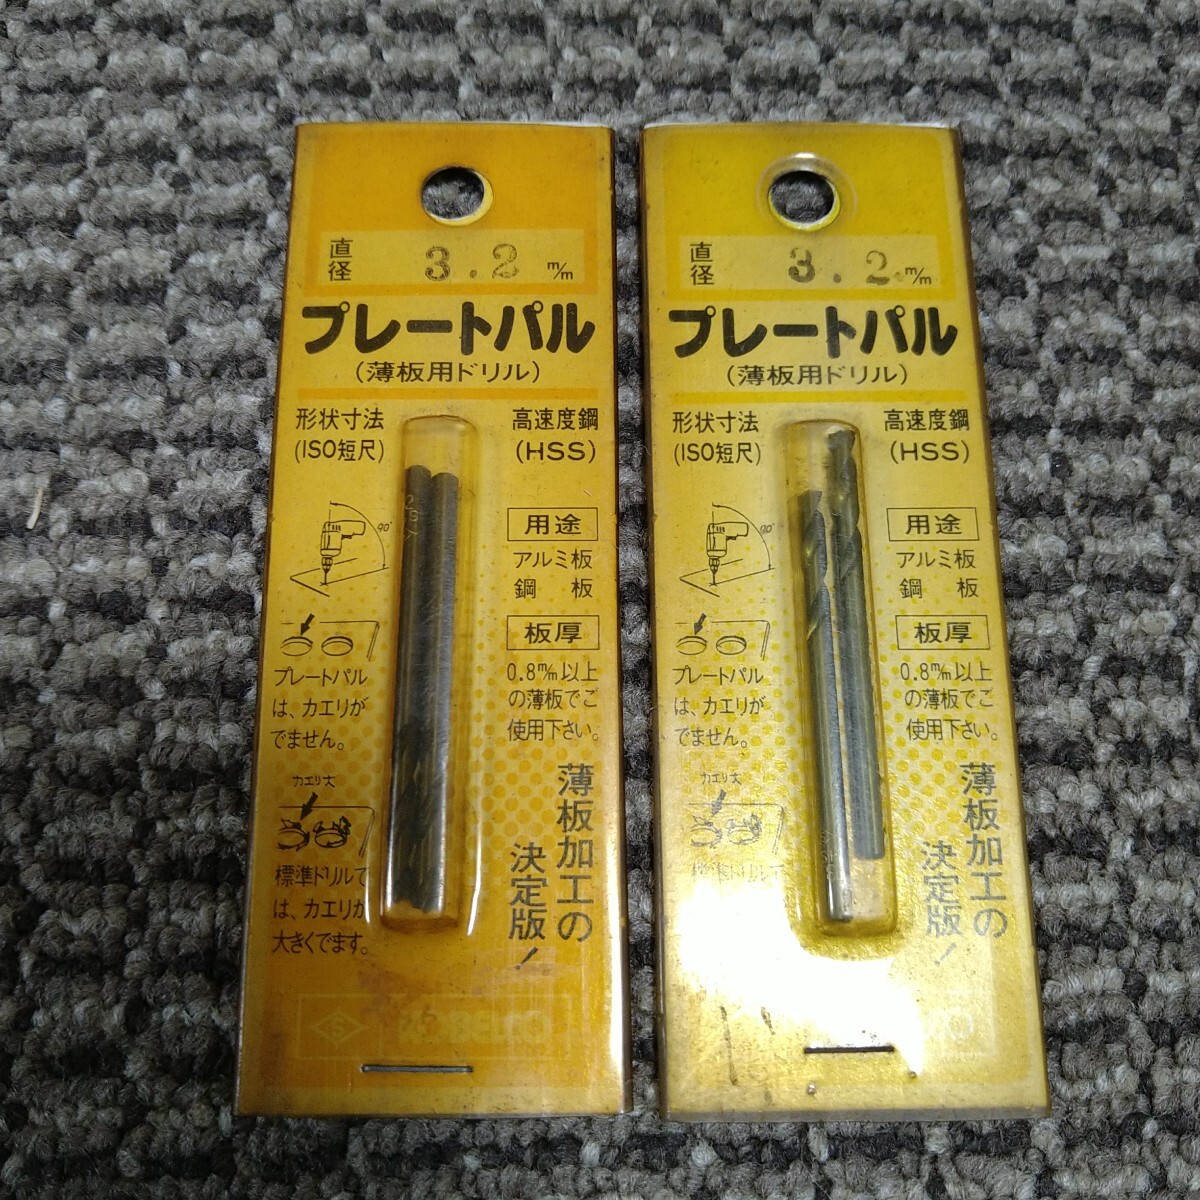 直径 3.2 m/m
プレートパル
(薄板用ドリル)
形状寸法
(ISO短尺)
高速度鋼
(HSS)
90°
用途
アルミ板
鋼 板
板厚
0.8m/m以上
の薄板でご
使用下さい。
プレートパル
は、カエリが
でません。
カエリ大
標準ドリルで
は、カエリが
大きくでます。
薄板加工の
決定版!
S
KOBELCO
直径 3.2 m/m
プレートパル
(薄板用ドリル)
形状寸法
(ISO短尺)
高速度鋼
(HSS)
90°
用途
アルミ板
鋼 板
板厚
0.8m/m以上
の薄板でご
使用下さい。
プレートパル
は、カエリが
でません。
カエリ大
標準ドリルで
薄板加工の
決定版!